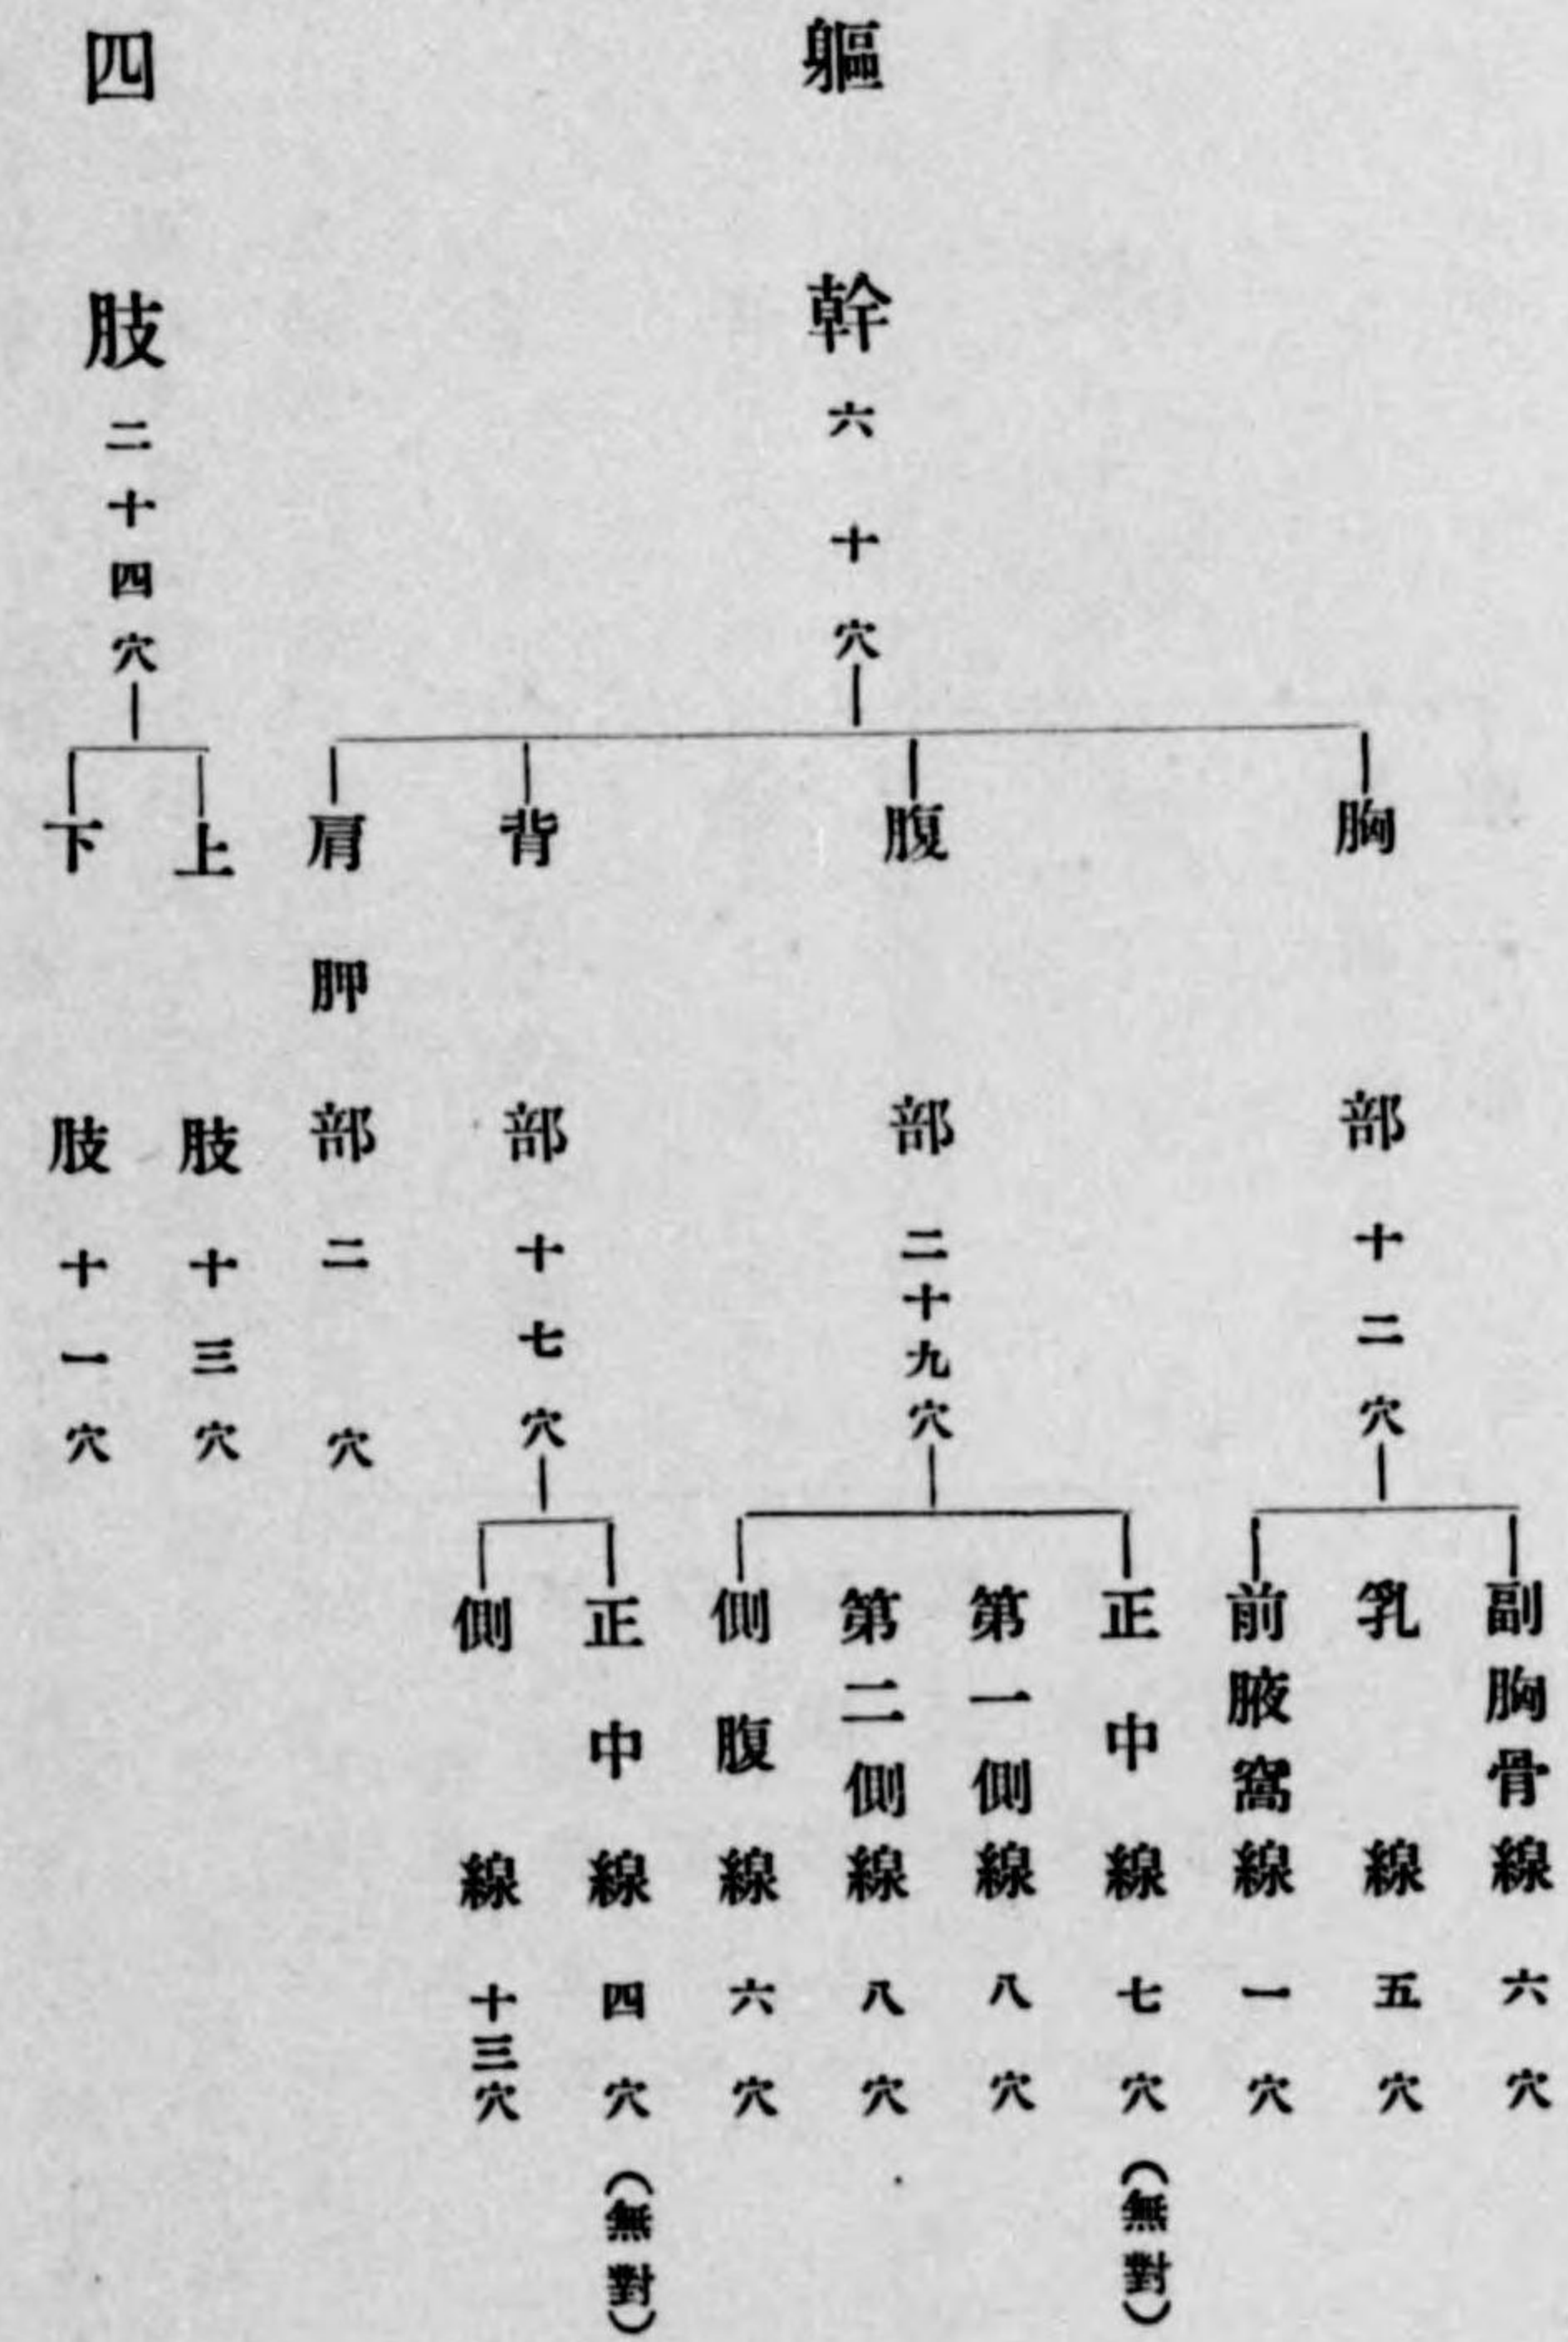 軀幹六十穴
胸部十二穴
副胸骨線六穴
乳線五穴
前腋窩線一穴
腹部二十九穴
正中線七穴(無對)
第一側線八穴
第二側線八穴
側腹線六穴
背部十七穴
正中線四穴(無對)
側線十三穴
肩胛部二穴
四肢二十四穴
上肢十三穴
下肢十一穴